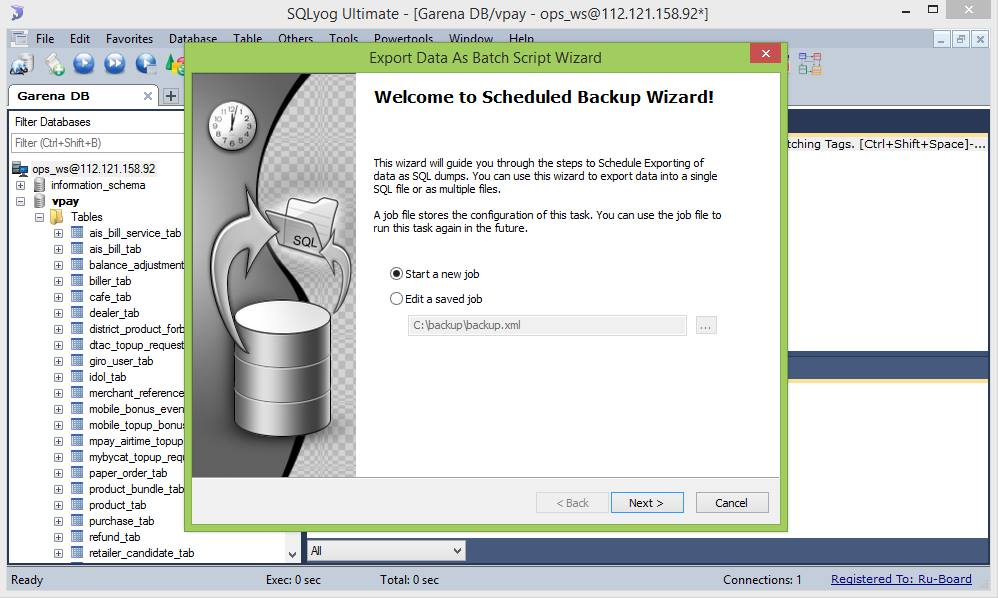 SQLyog Ultimate - [Garena DB/vpay - ops_ws@112.121.158.92*]
File Edit Favorites Database Table Others Tools Powertools Window Help
Export Data As Batch Script Wizard
Garena DB
Filter Databases
Filter (Ctrl+Shift+B)
ops_ws@112.121.158.92
information_schema
vpay
Tables
ais_bill_service_tab
ais_bill_tab
balance_adjustment
biller_tab
cafe_tab
dealer_tab
district_product_forb
dtac_topup_request
giro_user_tab
idol_tab
merchant_reference
mobile_bonus_even
mobile_topup_bonus
mpay_airtime_topup
mybycat_topup_requ
paper_order_tab
product_bundle_tab
product_tab
purchase_tab
refund_tab
retailer_candidate_tab
SQL
Welcome to Scheduled Backup Wizard!
This wizard will guide you through the steps to Schedule Exporting of
data as SQL dumps. You can use this wizard to export data into a single
SQL file or as multiple files.
A job file stores the configuration of this task. You can use the job file to
run this task again in the future.
Start a new job
Edit a saved job
C:\backup\backup.xml
...
< Back Next > Cancel
tching Tags. [Ctrl+Shift+Space]-...
All
Ready Exec: 0 sec Total: 0 sec Connections: 1 Registered To: Ru-Board